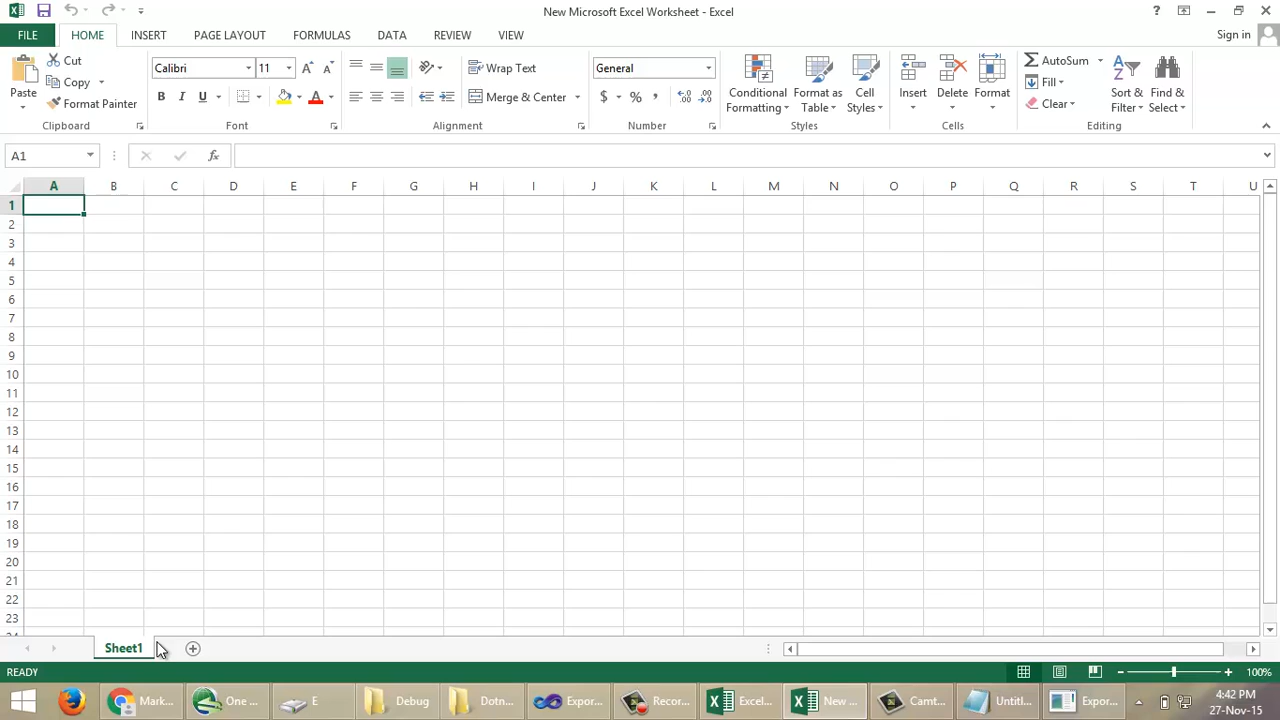 New Microsoft Excel Worksheet - Excel
?
FILE HOME INSERT PAGE LAYOUT FORMULAS DATA REVIEW VIEW Sign in
Paste
Cut
Copy
Format Painter
Clipboard
Calibri 11
B I U
A A
A
Font
Wrap Text
Merge & Center
Alignment
General
$ % ,
Number
Conditional Formatting
Format as Table
Cell Styles
Styles
Insert Delete Format
Cells
AutoSum
Fill
Clear
Sort & Filter
Find & Select
Editing
A1 fx
A B C D E F G H I J K L M N O P Q R S T U
1
2
3
4
5
6
7
8
9
10
11
12
13
14
15
16
17
18
19
20
21
22
23
24
Sheet1
READY 100%
Mark... One ... E Debug Dotn... Expor... Recor... Excel... New ... Camt... Untitl... Expor... 4:42 PM
27-Nov-15